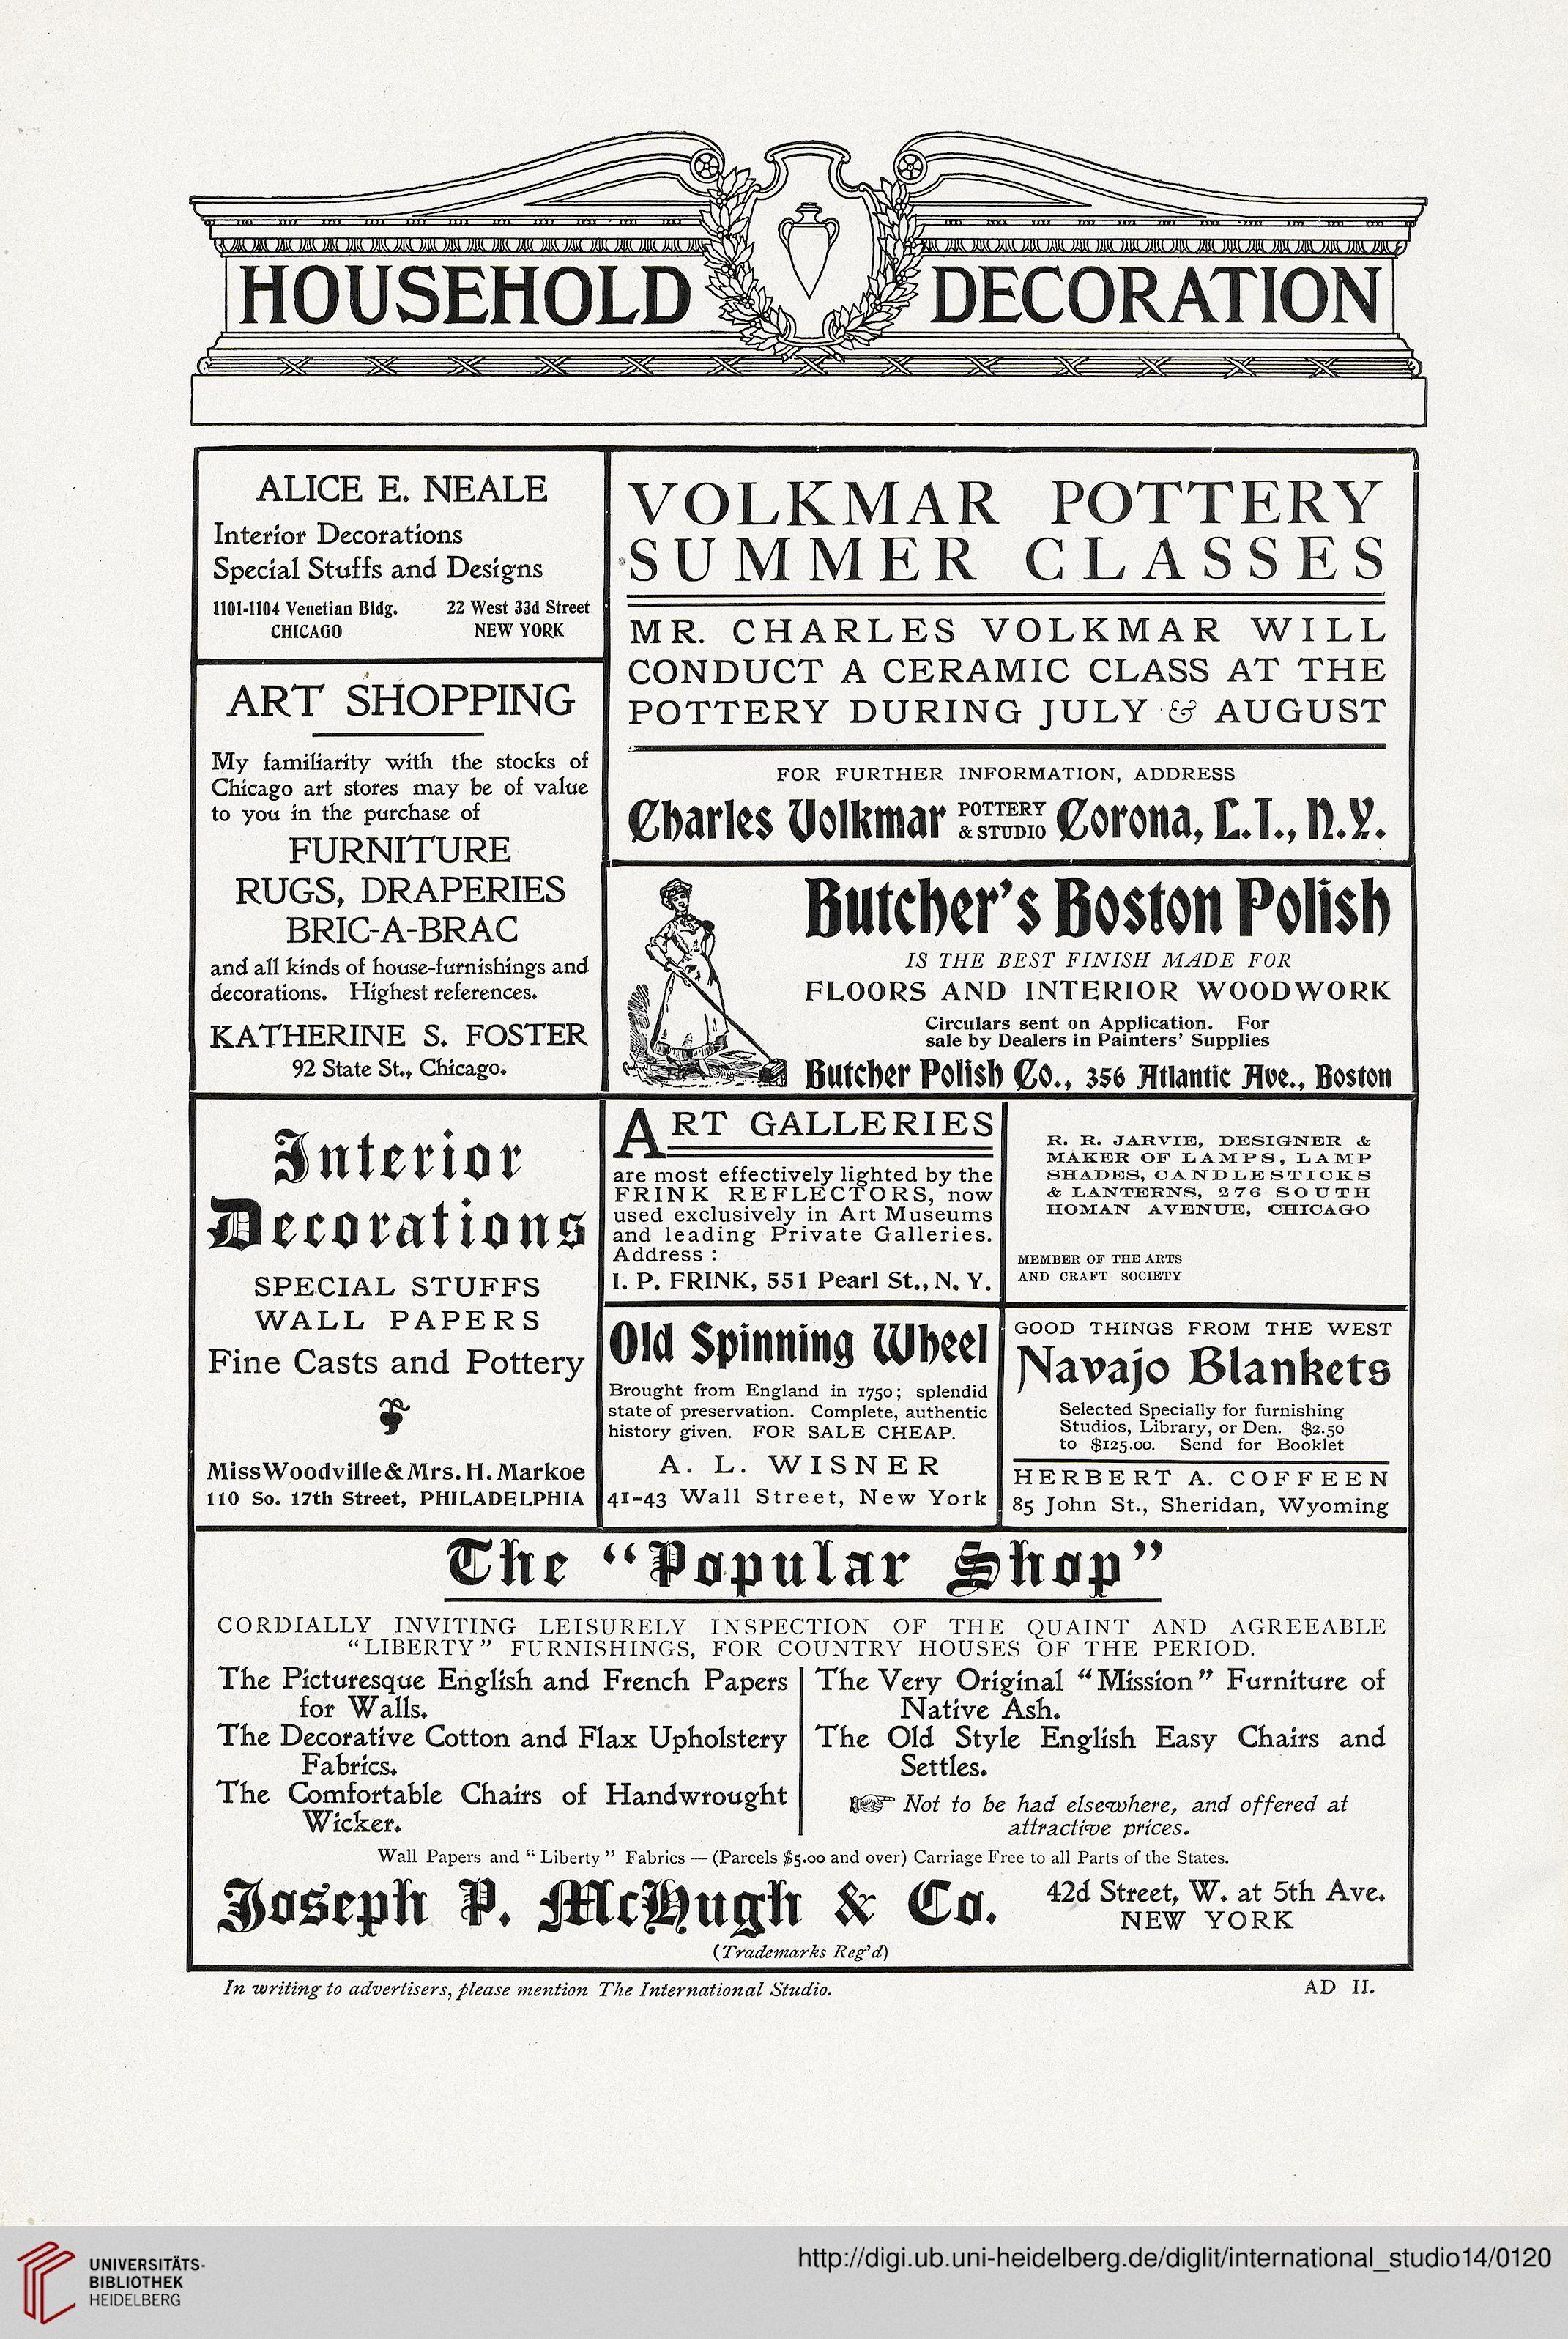 HOUSEHOLD DECORATION
ALICE E. NEALE
Interior Decorations
Special Stuffs and Designs
1101-1104 Venetian Bldg. 22 West 33d Street
CHICAGO NEW YORK
ART SHOPPING
My familiarity with the stocks of
Chicago art stores may be of value
to you in the purchase of
FURNITURE
RUGS, DRAPERIES
BRIC-A-BRAC
and all kinds of house-furnishings and
decorations. Highest references.
KATHERINE S. FOSTER
92 State St., Chicago.
VOLKMAR POTTERY
SUMMER CLASSES
MR. CHARLES VOLKMAR WILL
CONDUCT A CERAMIC CLASS AT THE
POTTERY DURING JULY & AUGUST
FOR FURTHER INFORMATION, ADDRESS
Charles Volkmar POTTERY & STUDIO Corona, L.I., N.Y.
Butcher's Boston Polish
IS THE BEST FINISH MADE FOR
FLOORS AND INTERIOR WOODWORK
Circulars sent on Application. For
sale by Dealers in Painters' Supplies
Butcher Polish Co., 356 Atlantic Ave., Boston
Interior
Decorations
SPECIAL STUFFS
WALL PAPERS
Fine Casts and Pottery
Miss Woodville & Mrs. H. Markoe
110 So. 17th Street, PHILADELPHIA
ART GALLERIES
are most effectively lighted by the
FRINK REFLECTORS, now
used exclusively in Art Museums
and leading Private Galleries.
Address :
I. P. FRINK, 551 Pearl St., N. Y.
R. R. JARVIE, DESIGNER &
MAKER OF LAMPS, LAMP
SHADES, CANDLESTICKS
& LANTERNS, 276 SOUTH
HOMAN AVENUE, CHICAGO
MEMBER OF THE ARTS
AND CRAFT SOCIETY
Old Spinning Wheel
Brought from England in 1750; splendid
state of preservation. Complete, authentic
history given. FOR SALE CHEAP.
A. L. WISNER
41-43 Wall Street, New York
GOOD THINGS FROM THE WEST
Navajo Blankets
Selected Specially for furnishing
Studios, Library, or Den. $2.50
to $125.00. Send for Booklet
HERBERT A. COFFEEN
85 John St., Sheridan, Wyoming
The "Popular Shop"
CORDIALLY INVITING LEISURELY INSPECTION OF THE QUAINT AND AGREEABLE
"LIBERTY" FURNISHINGS, FOR COUNTRY HOUSES OF THE PERIOD.
The Picturesque English and French Papers
for Walls.
The Decorative Cotton and Flax Upholstery
Fabrics.
The Comfortable Chairs of Handwrought
Wicker.
The Very Original "Mission" Furniture of
Native Ash.
The Old Style English Easy Chairs and
Settles.
☞ Not to be had elsewhere, and offered at
attractive prices.
Wall Papers and "Liberty" Fabrics — (Parcels $5.00 and over) Carriage Free to all Parts of the States.
Joseph P. McHugh & Co. 42d Street, W. at 5th Ave.
NEW YORK
(Trademarks Reg'd)
In writing to advertisers, please mention The International Studio. AD II.
UNIVERSITÄTS-
BIBLIOTHEK
HEIDELBERG
http://digi.ub.uni-heidelberg.de/diglit/international_studio14/0120